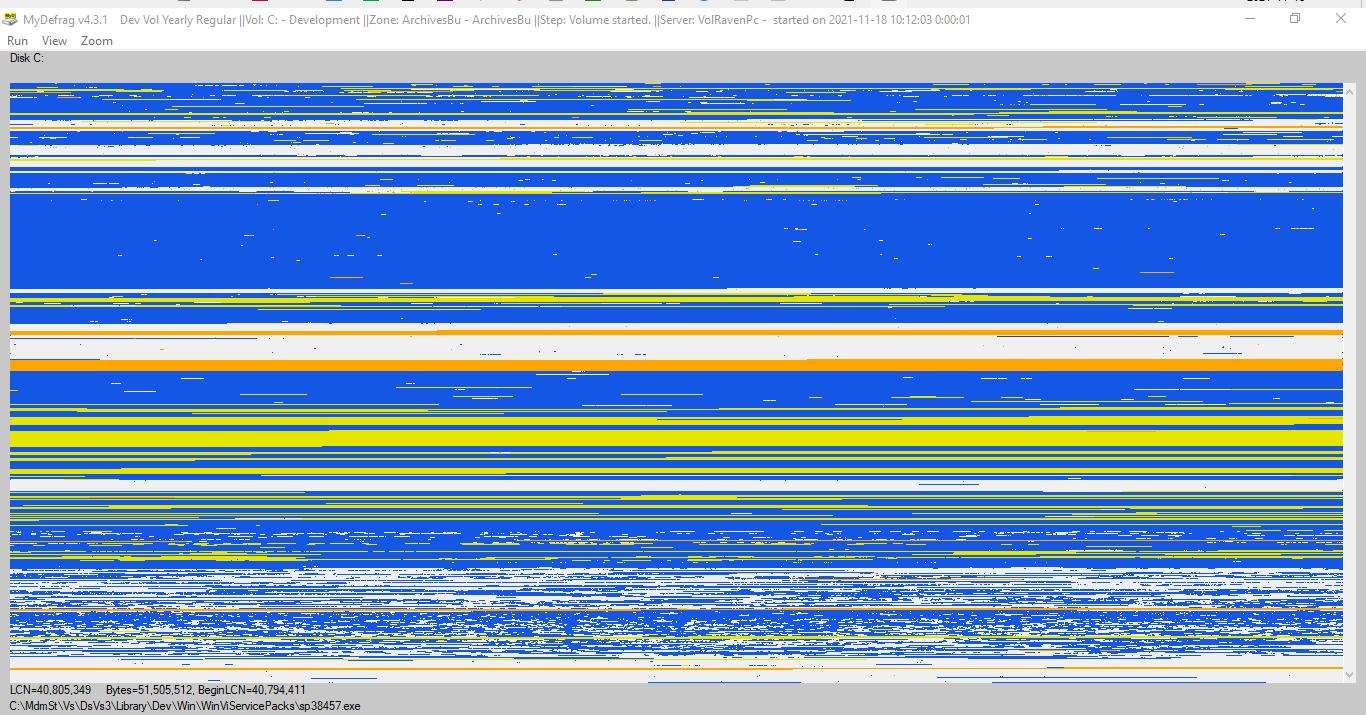 MyDefrag v4.3.1 Dev Vol Yearly Regular ||Vol: C: - Development ||Zone: ArchivesBu - ArchivesBu ||Step: Volume started. ||Server: VolRavenPc - started on 2021-11-18 10:12:03 0:00:01
Run View Zoom
Disk C:
LCN=40,805,349 Bytes=51,505,512, BeginLCN=40,794,411
C:\MdmSt\Vs\DsVs3\Library\Dev\Win\WinViServicePacks\sp38457.exe